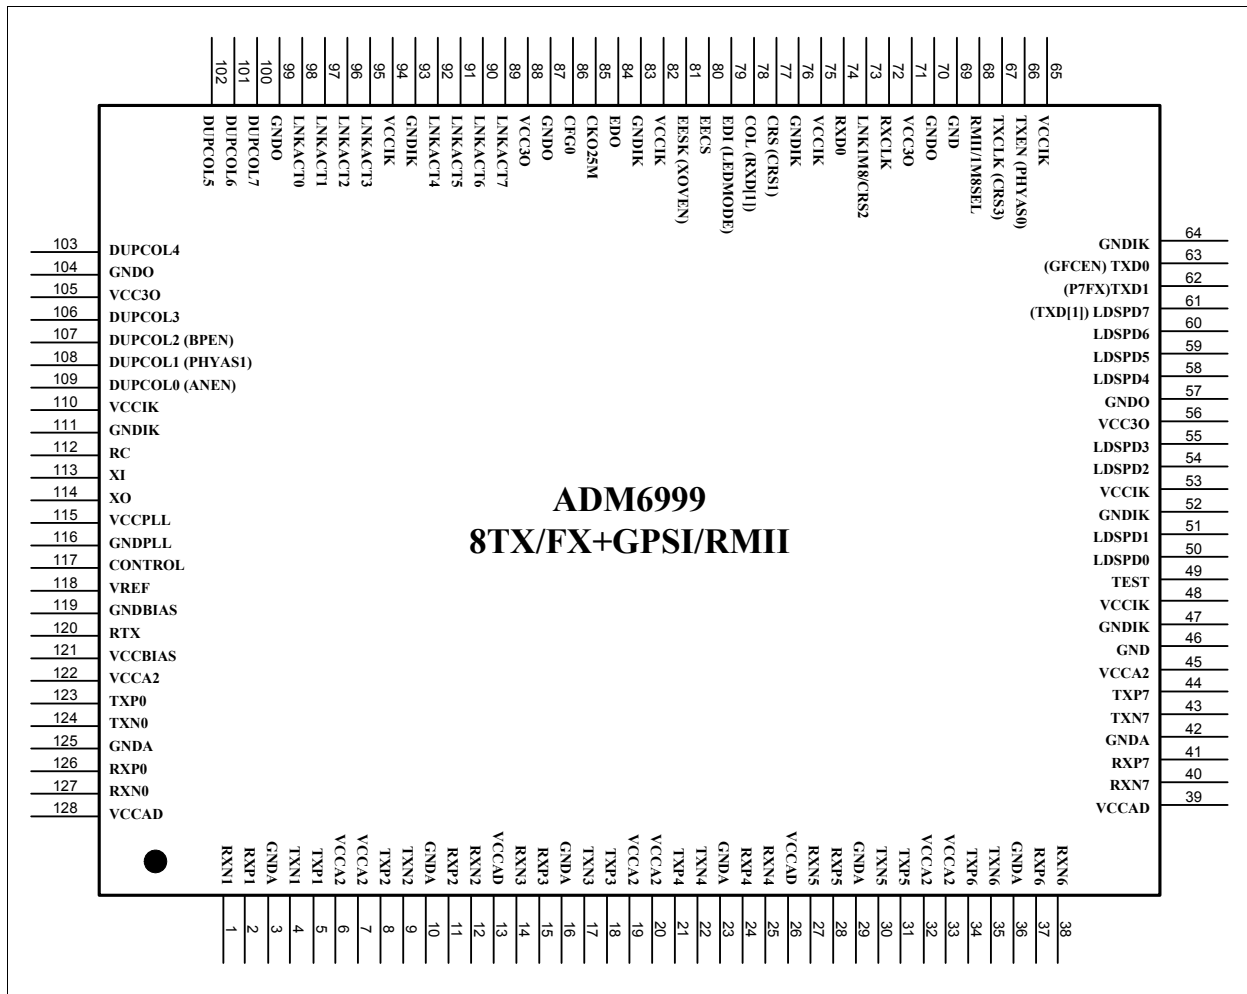 102
101
100
99
98
97
96
95
94
93
92
91
90
89
88
87
86
85
84
83
82
81
80
79
78
77
76
75
74
73
72
71
70
69
68
67
66
65
DUPCOL5
DUPCOL6
DUPCOL7
GNDO
LNKACT0
LNKACT1
LNKACT2
LNKACT3
VCCIK
GNDIK
LNKACT4
LNKACT5
LNKACT6
LNKACT7
VCC3O
GNDO
CFG0
CKO25M
EDO
GNDIK
VCCIK
EESK (XOVEN)
EECS
EDI (LEDMODE)
COL (RXD[1])
CRS (CRS1)
GNDIK
VCCIK
RXD0
LNK1M8/CRS2
RXCLK
VCC3O
GNDO
GND
RMII/1M8SEL
TXCLK (CRS3)
TXEN (PHYAS0)
VCCIK
103 DUPCOL4
104 GNDO
105 VCC3O
106 DUPCOL3
107 DUPCOL2 (BPEN)
108 DUPCOL1 (PHYAS1)
109 DUPCOL0 (ANEN)
110 VCCIK
111 GNDIK
112 RC
113 XI
114 XO
115 VCCPLL
116 GNDPLL
117 CONTROL
118 VREF
119 GNDBIAS
120 RTX
121 VCCBIAS
122 VCCA2
123 TXP0
124 TXN0
125 GNDA
126 RXP0
127 RXN0
128 VCCAD
ADM6999
8TX/FX+GPSI/RMII
GNDIK 64
(GFCEN) TXD0 63
(P7FX)TXD1 62
(TXD[1]) LDSPD7 61
LDSPD6 60
LDSPD5 59
LDSPD4 58
GNDO 57
VCC3O 56
LDSPD3 55
LDSPD2 54
VCCIK 53
GNDIK 52
LDSPD1 51
LDSPD0 50
TEST 49
VCCIK 48
GNDIK 47
GND 46
VCCA2 45
TXP7 44
TXN7 43
GNDA 42
RXP7 41
RXN7 40
VCCAD 39
RXN1
RXP1
GNDA
TXN1
TXP1
VCCA2
VCCA2
TXP2
TXN2
GNDA
RXP2
RXN2
VCCAD
RXN3
RXP3
GNDA
TXN3
TXP3
VCCA2
VCCA2
TXP4
TXN4
GNDA
RXP4
RXN4
VCCAD
RXN5
RXP5
GNDA
TXN5
TXP5
VCCA2
VCCA2
TXP6
TXN6
GNDA
RXP6
RXN6
1
2
3
4
5
6
7
8
9
10
11
12
13
14
15
16
17
18
19
20
21
22
23
24
25
26
27
28
29
30
31
32
33
34
35
36
37
38